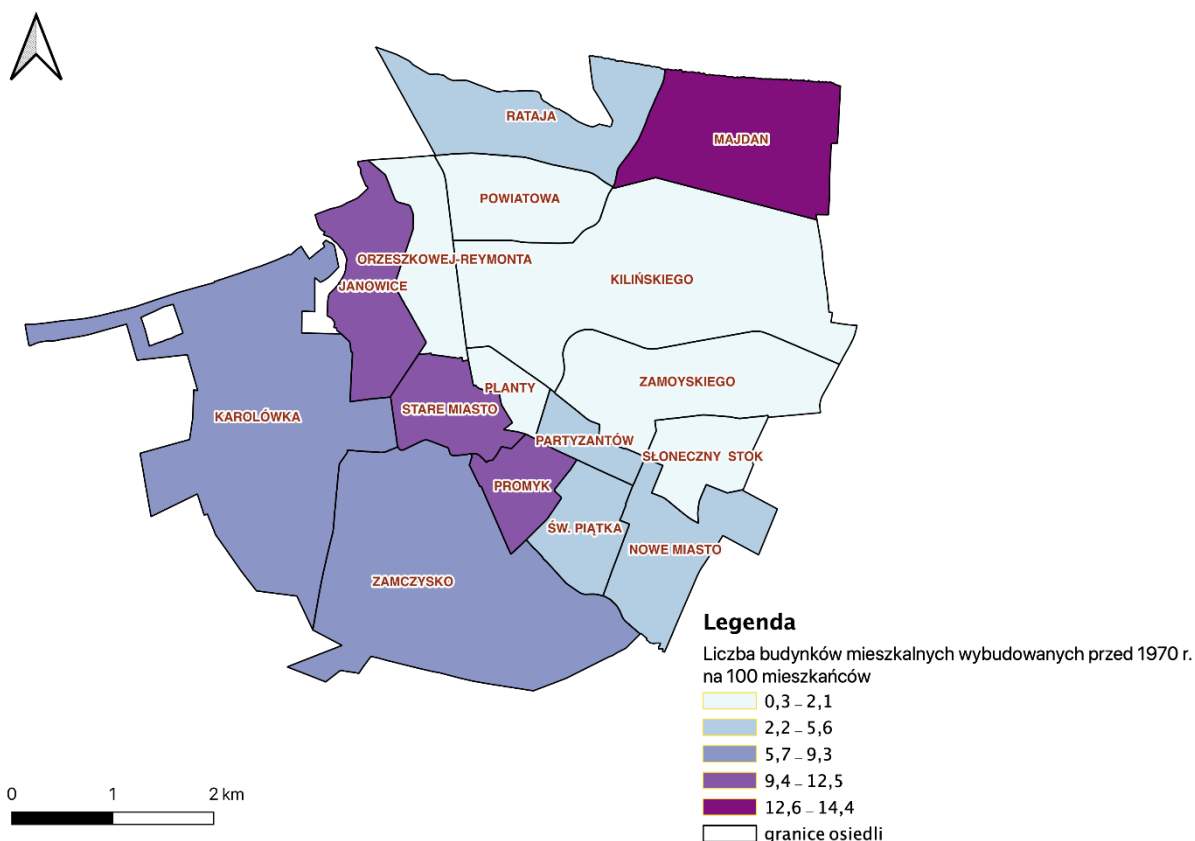 RATAJA
MAJDAN
POWIATOWA
ORZESZKOWEJ-REYMONTA
KILIŃSKIEGO
JANOWICE
ZAMOYSKIEGO
PLANTY
STARE MIASTO
KAROLÓWKA
PARTYZANTÓW
SŁONECZNY STOK
PROMYK
ŚW. PIĄTKA
NOWE MIASTO
ZAMCZYSKO
Legenda
Liczba budynków mieszkalnych wybudowanych przed 1970 r.
na 100 mieszkańców
0,3 – 2,1
2,2 – 5,6
5,7 – 9,3
9,4 – 12,5
12,6 – 14,4
granice osiedli
0 1 2 km